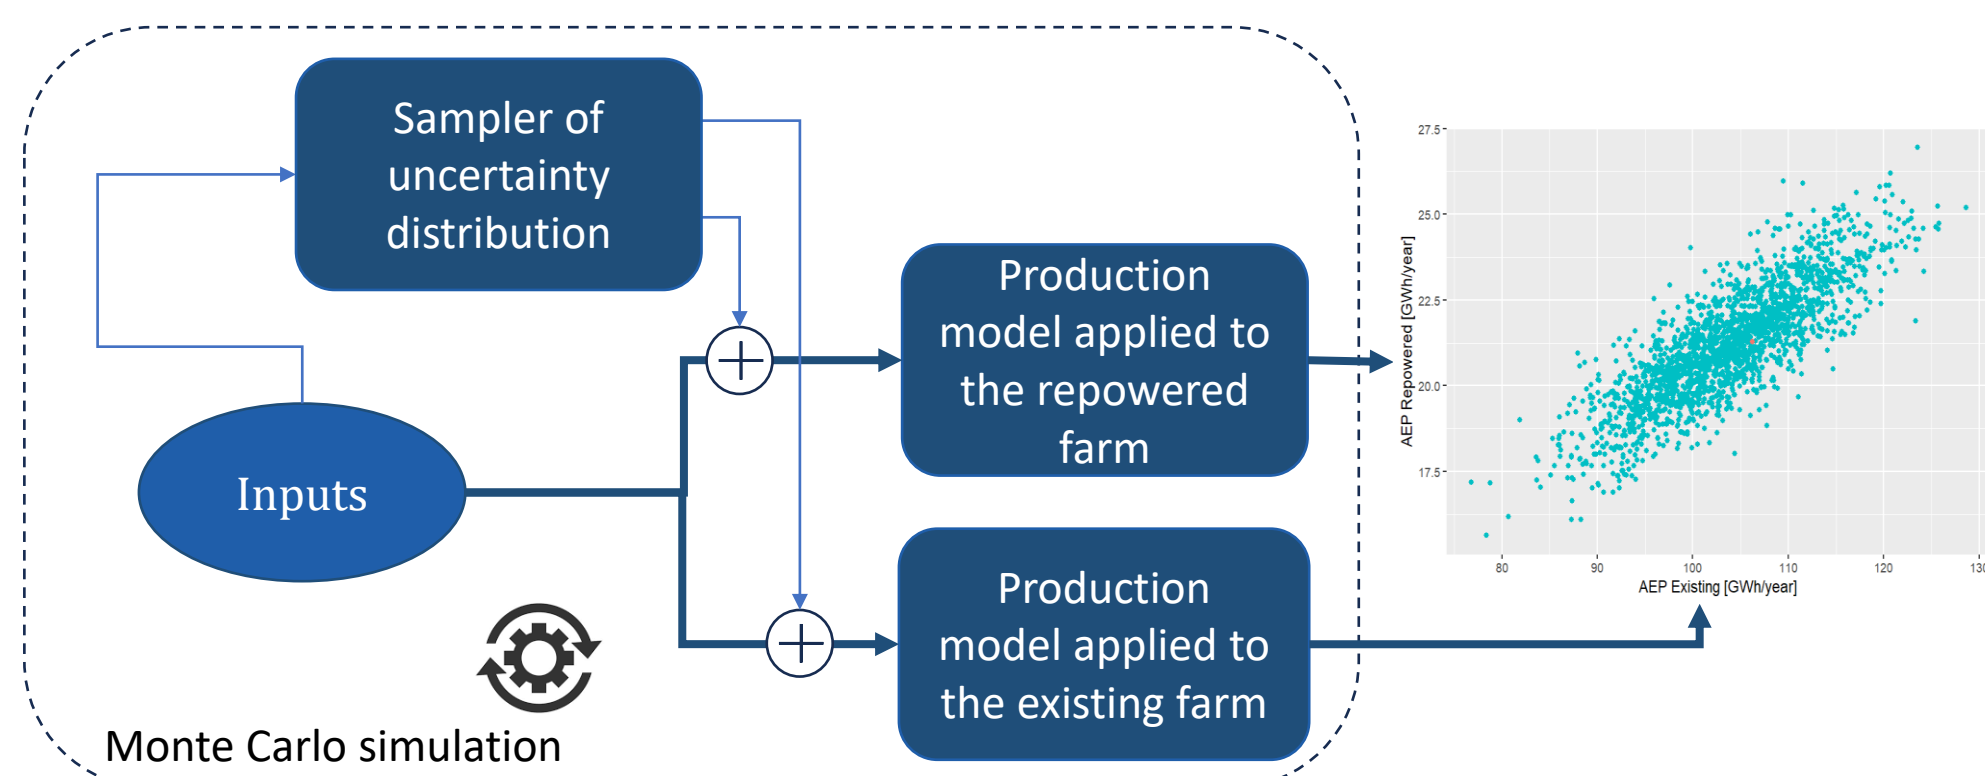 Sampler of
uncertainty
distribution
Inputs
Production
model applied to
the repowered
farm
Production
model applied to
the existing farm
Monte Carlo simulation
AEP Repowered [GWh/year]
27.5
25.0
22.5
20.0
17.5
80 90 100 110 120 130
AEP Existing [GWh/year]